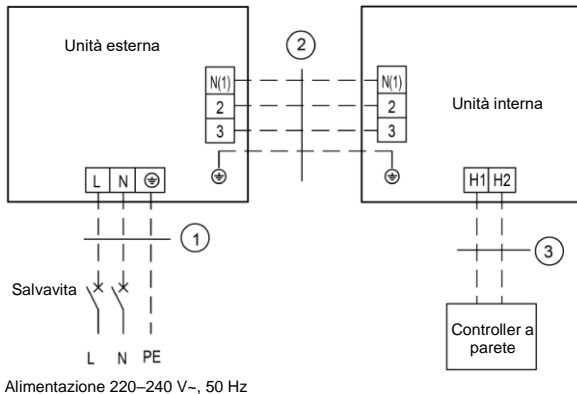 Unità esterna
2
Unità interna
N(1)
2
3
N(1)
2
3
L N
H1 H2
1
3
Salvavita
Controller a
parete
L N PE
Alimentazione 220–240 V~, 50 Hz